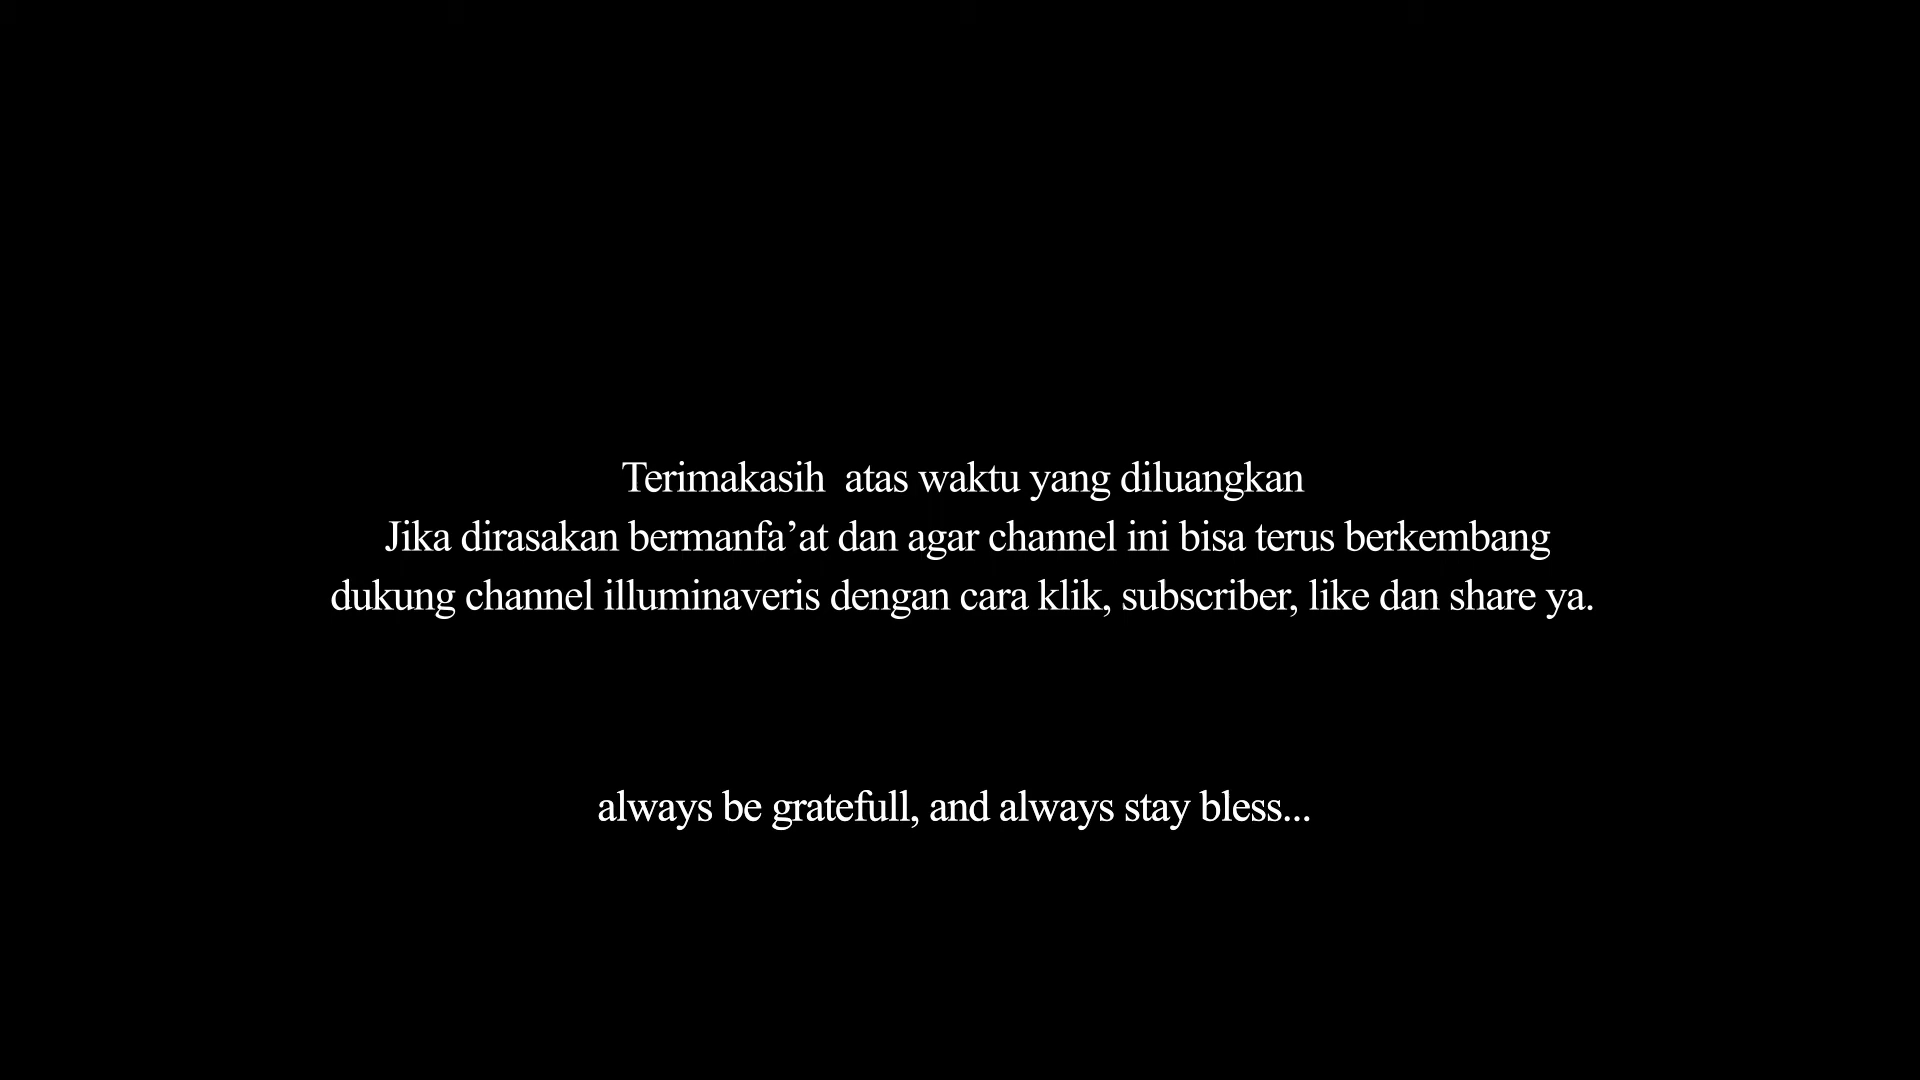 Terimakasih  atas waktu yang diluangkan
Jika dirasakan bermanfa’at dan agar channel ini bisa terus berkembang
dukung channel illuminaveris dengan cara klik, subscriber, like dan share ya.
always be gratefull, and always stay bless...